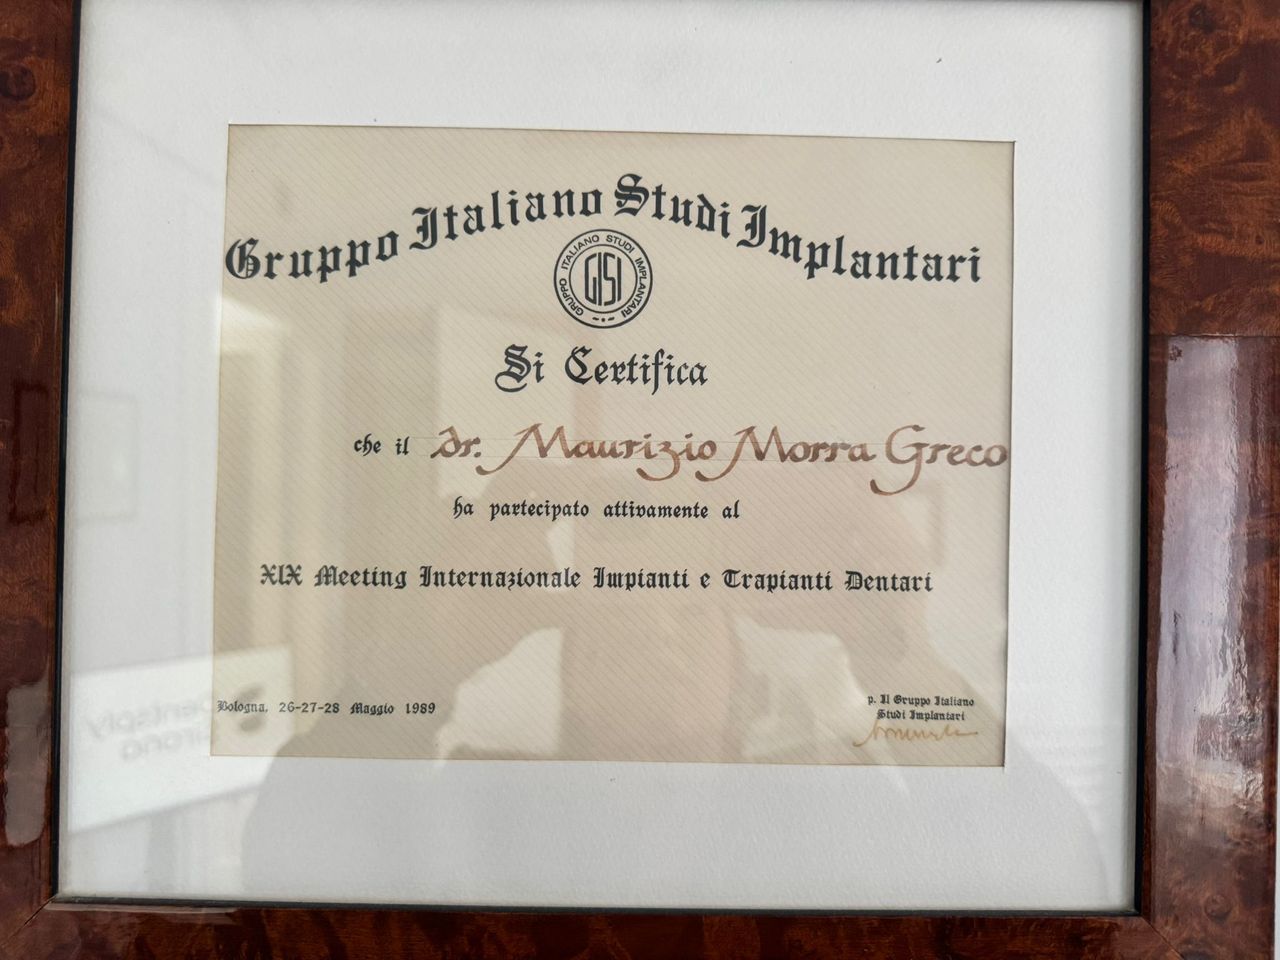 Gruppo Italiano Studi Implantari
GRUPPO ITALIANO STUDI IMPLANTARI
GISI
Si Certifica
che il dr. Maurizio Morra Greco
ha partecipato attivamente al
XIX Meeting Internazionale Impianti e Trapianti Dentari
Bologna, 26-27-28 Maggio 1989
p. Il Gruppo Italiano
Studi Implantari
Dentsply
Sirona